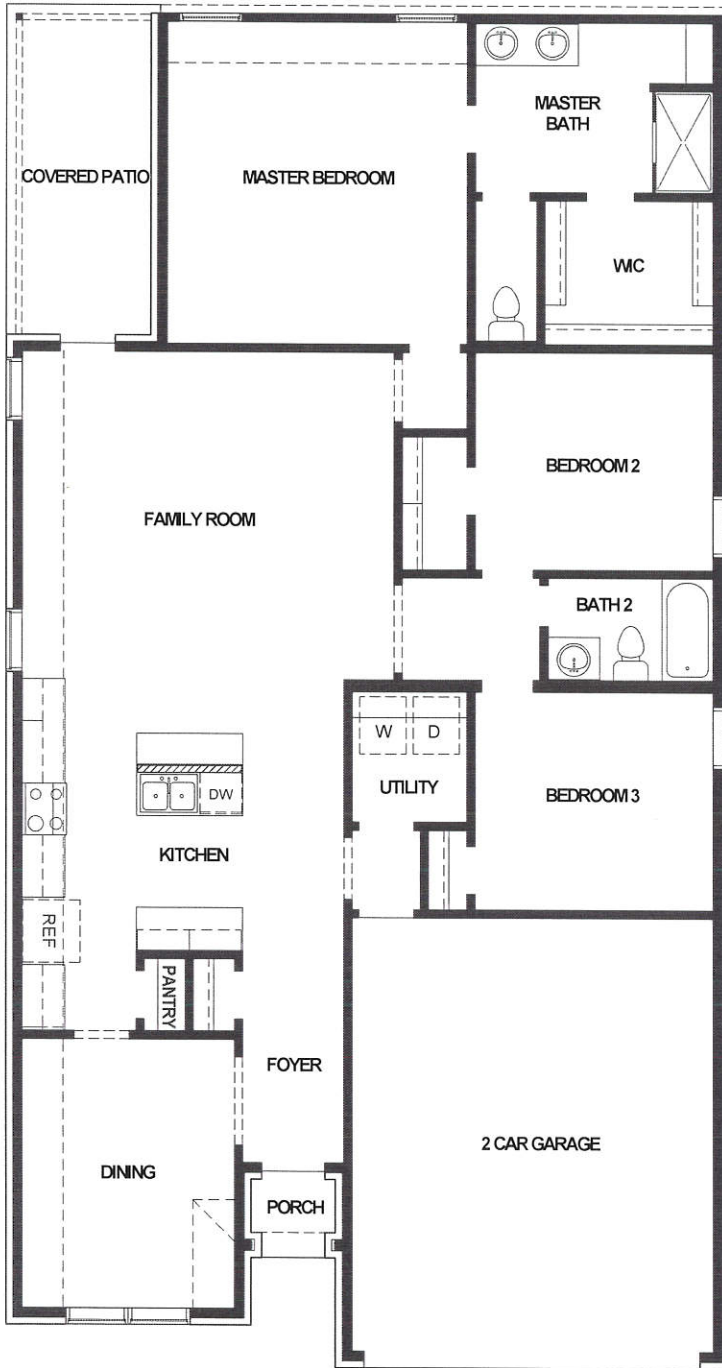 MASTER
BATH
COVERED PATIO
MASTER BEDROOM
WIC
BEDROOM 2
FAMILY ROOM
BATH 2
W
D
UTILITY
DW
BEDROOM 3
KITCHEN
REF
PANTRY
FOYER
2 CAR GARAGE
DINING
PORCH